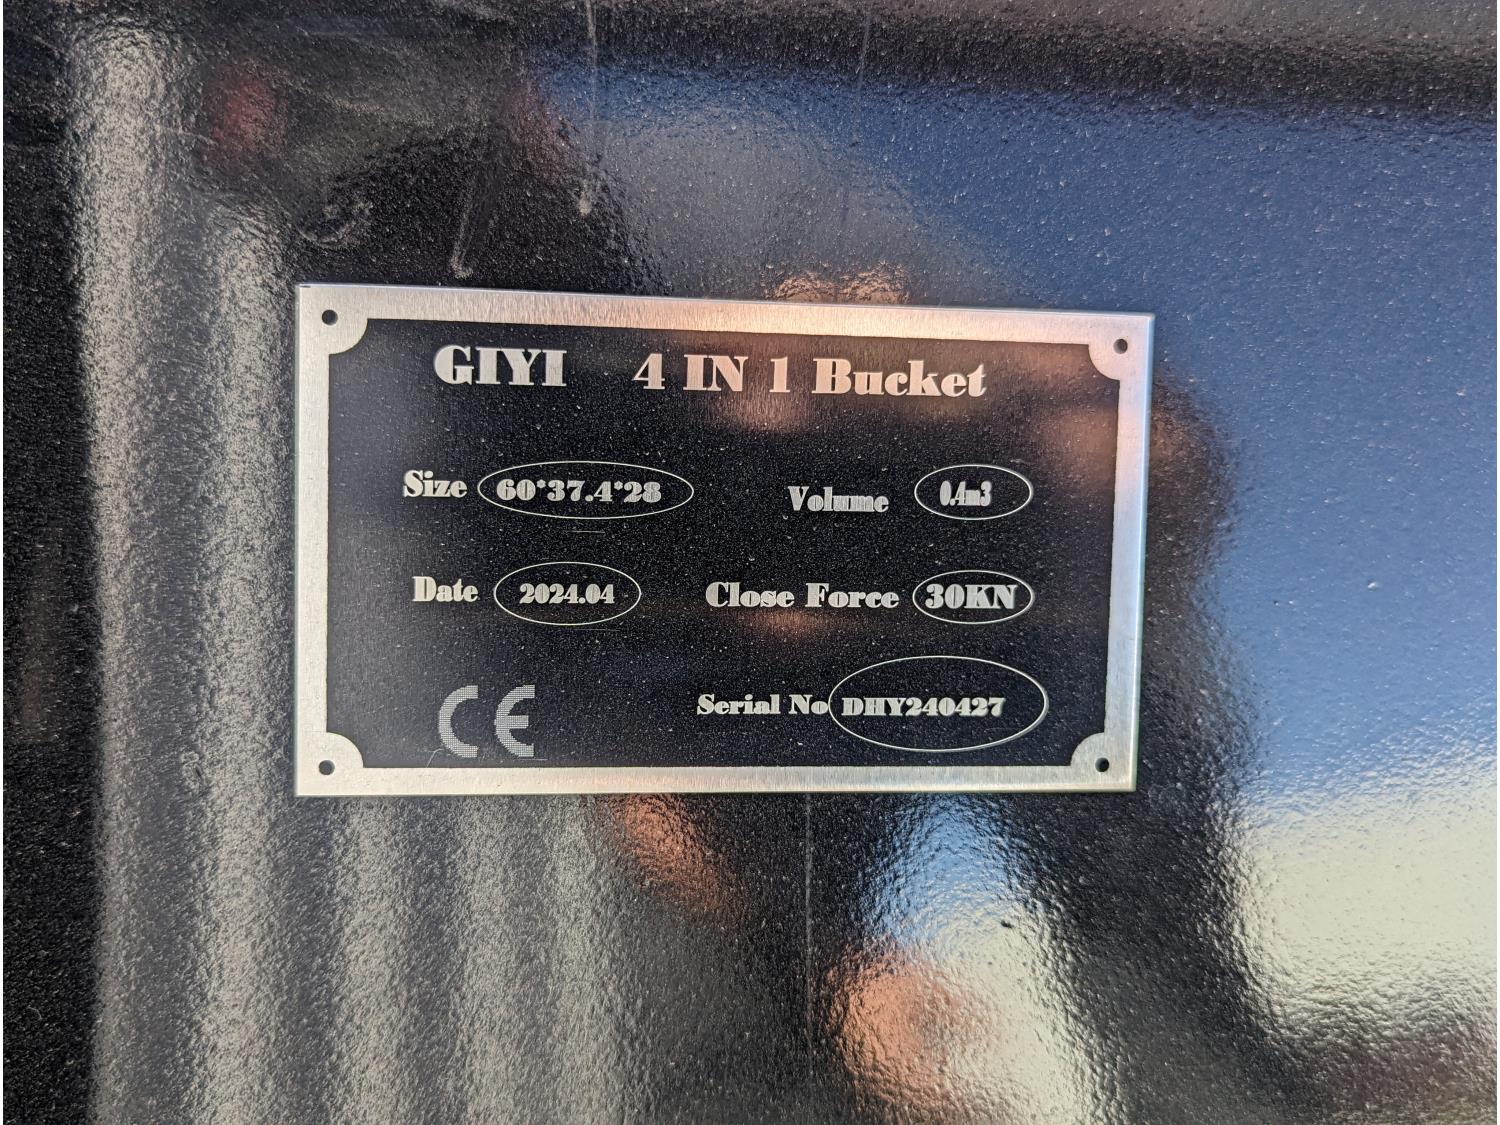 GIYI 4 IN 1 Bucket
Size 60*37.4*28 Volume 0.4m3
Date 2024.04 Close Force 30KN
CE Serial No DHY240427